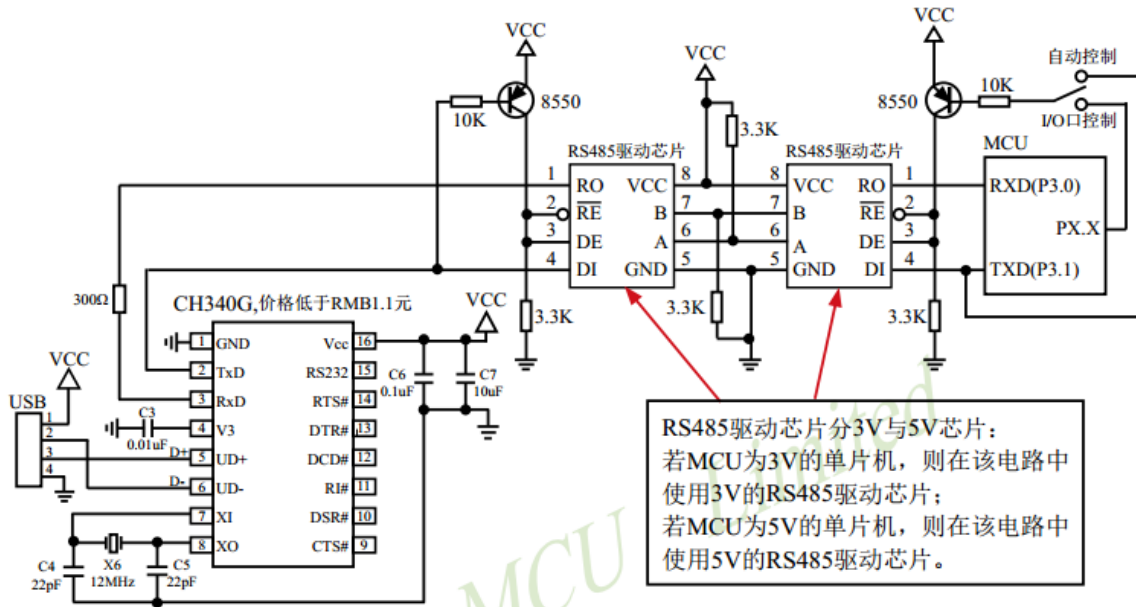 VCC
VCC
VCC
自动控制
10K
8550
8550
10K
I/O口控制
3.3K
MCU
RS485驱动芯片
RS485驱动芯片
1 RO VCC 8
8 VCC RO 1
RXD(P3.0)
2 RE B 7
7 B RE 2
PX.X
3 DE A 6
6 A DE 3
4 DI GND 5
5 GND DI 4
TXD(P3.1)
300Ω
CH340G,价格低于RMB1.1元
VCC
3.3K
3.3K
3.3K
1 GND Vcc 16
2 TxD RS232 15
3 RxD RTS# 14
4 V3 DTR# 13
5 UD+ DCD# 12
6 UD- RI# 11
7 XI DSR# 10
8 XO CTS# 9
C6
0.1uF
C7
10uF
VCC
USB
1
2
3
4
C3
0.01uF
D+
D-
C4
22pF
X6
12MHz
C5
22pF
RS485驱动芯片分3V与5V芯片：
若MCU为3V的单片机，则在该电路中
使用3V的RS485驱动芯片；
若MCU为5V的单片机，则在该电路中
使用5V的RS485驱动芯片。
MCU Limited